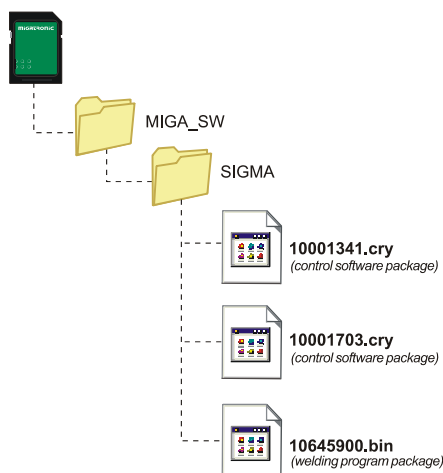 MIGATRONIC
MIGA_SW
SIGMA
10001341.cry
(control software package)
10001703.cry
(control software package)
10645900.bin
(welding program package)